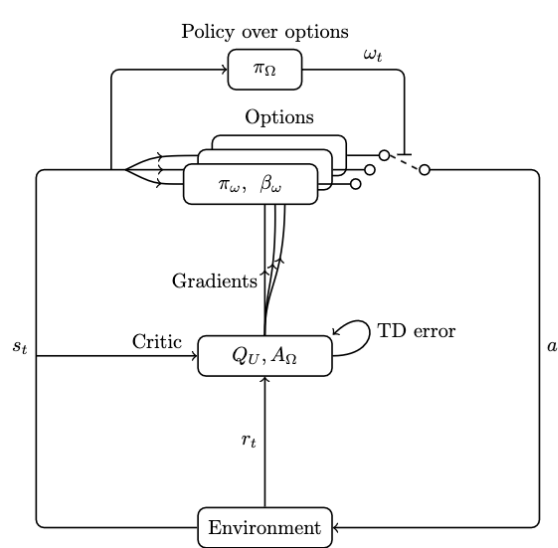 Policy over options
π_Ω
ω_t
Options
π_ω, β_ω
Gradients
Critic
TD error
s_t
Q_U, A_Ω
a
r_t
Environment